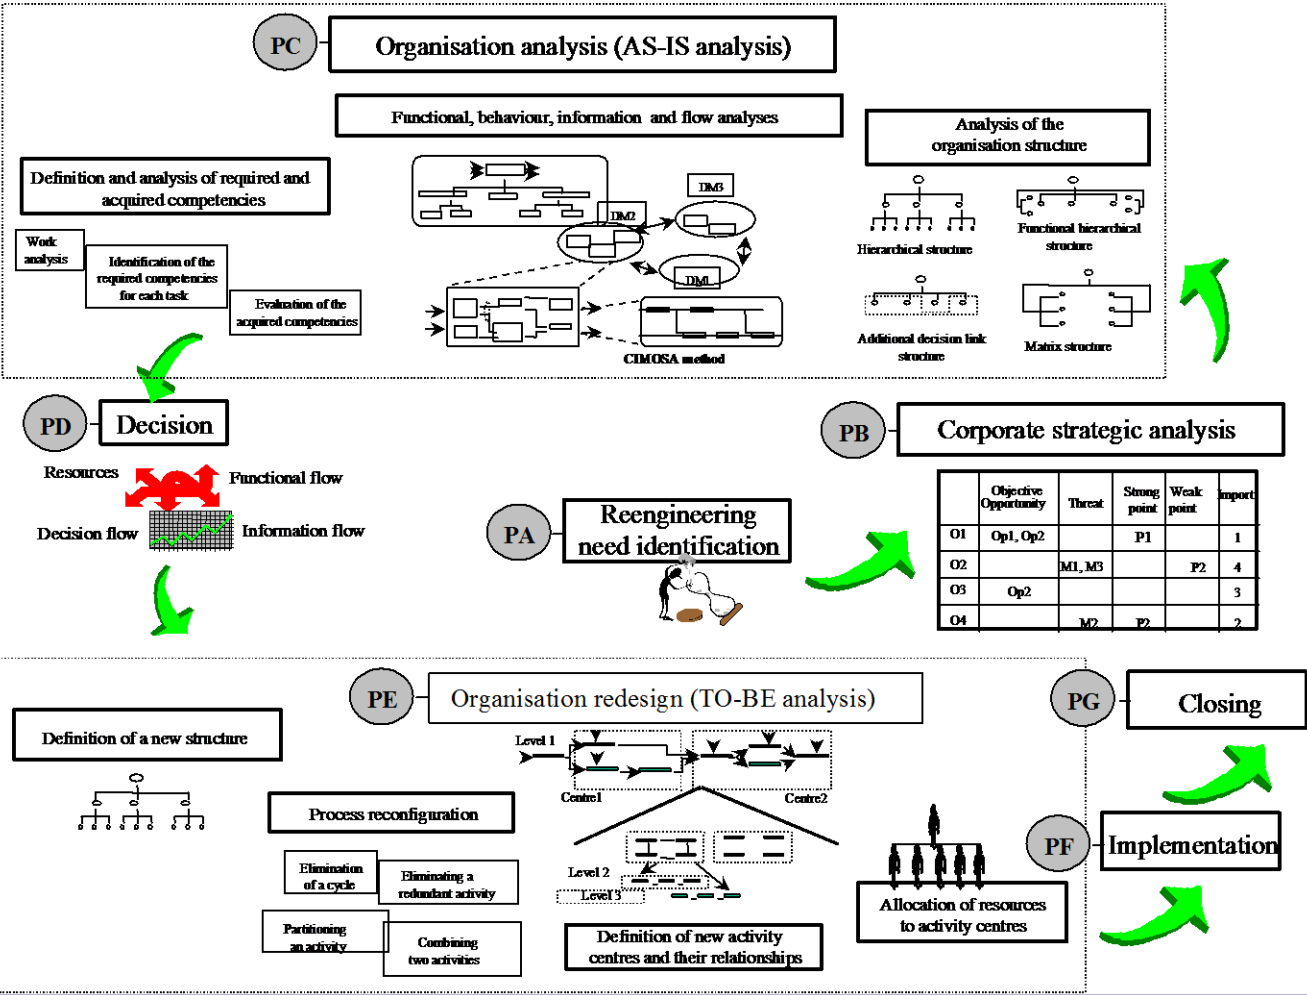 PC
Organisation analysis (AS-IS analysis)
Functional, behaviour, information and flow analyses
Analysis of the
organisation structure
Definition and analysis of required and
acquired competencies
Work
analysis
Identification of the
required competencies
for each task
Evaluation of the
acquired competencies
DM3
DM2
DM1
CIMOSA method
Hierarchical structure
Functional hierarchical
structure
Additional decision link
structure
Matrix structure
PD
Decision
Resources
Functional flow
Decision flow
Information flow
PA
Reengineering
need identification
PB
Corporate strategic analysis
Objective
Opportunity
Threat
Strong
point
Weak
point
Import
O1 Op1, Op2 P1 1
O2 M1, M3 P2 4
O3 Op2 3
O4 M2 P2 2
PE
Organisation redesign (TO-BE analysis)
Definition of a new structure
Process reconfiguration
Elimination
of a cycle
Eliminating a
redundant activity
Partitioning
an activity
Combining
two activities
Level 1
Centre1
Centre2
Level 2
Level 3
Definition of new activity
centres and their relationships
Allocation of resources
to activity centres
PG
Closing
PF
Implementation